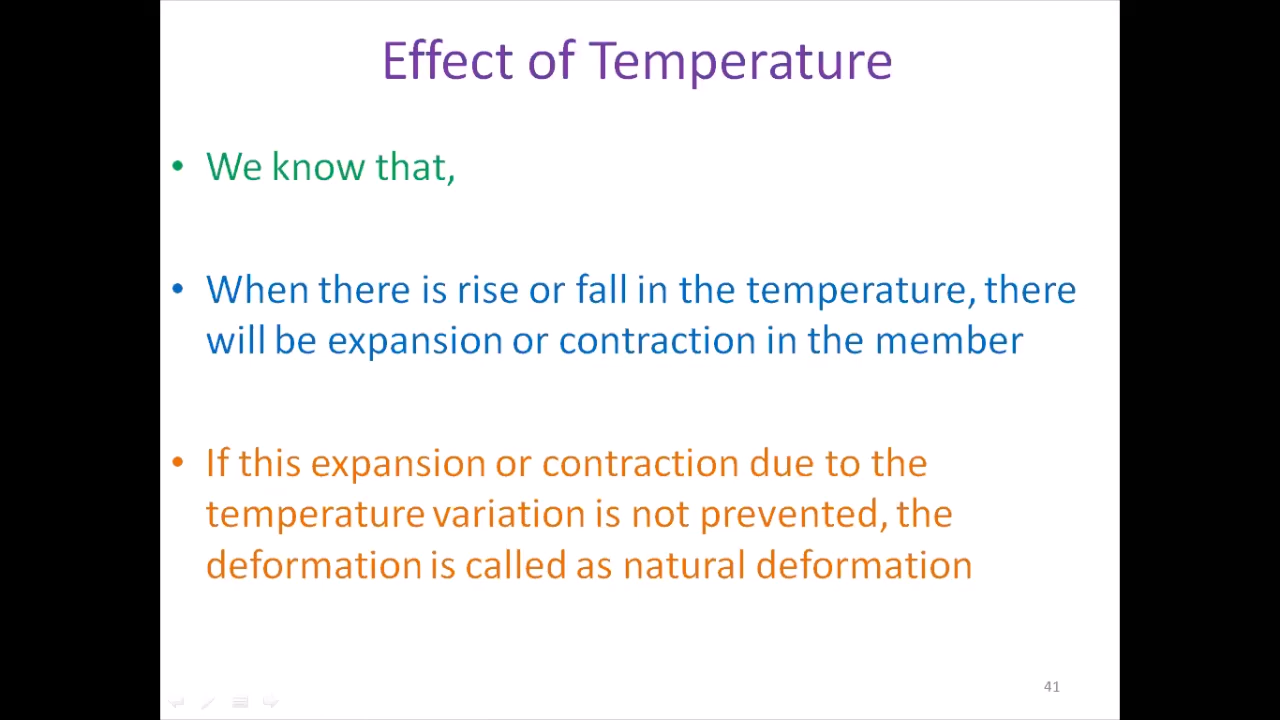 Effect of Temperature
• We know that,
• When there is rise or fall in the temperature, there
will be expansion or contraction in the member
• If this expansion or contraction due to the
temperature variation is not prevented, the
deformation is called as natural deformation
41